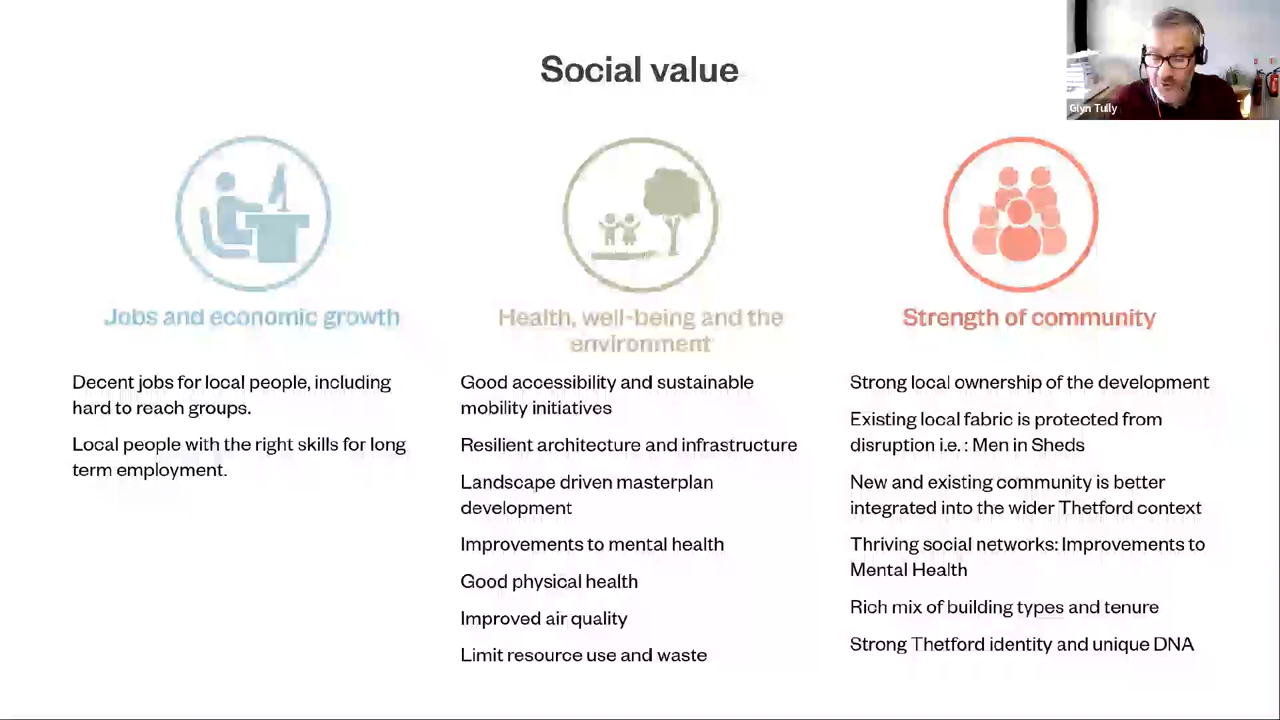 Social value
Glyn Tully
Jobs and economic growth
Decent jobs for local people, including
hard to reach groups.
Local people with the right skills for long
term employment.
Health, well-being and the
environment
Good accessibility and sustainable
mobility initiatives
Resilient architecture and infrastructure
Landscape driven masterplan
development
Improvements to mental health
Good physical health
Improved air quality
Limit resource use and waste
Strength of community
Strong local ownership of the development
Existing local fabric is protected from
disruption i.e. : Men in Sheds
New and existing community is better
integrated into the wider Thetford context
Thriving social networks: Improvements to
Mental Health
Rich mix of building types and tenure
Strong Thetford identity and unique DNA